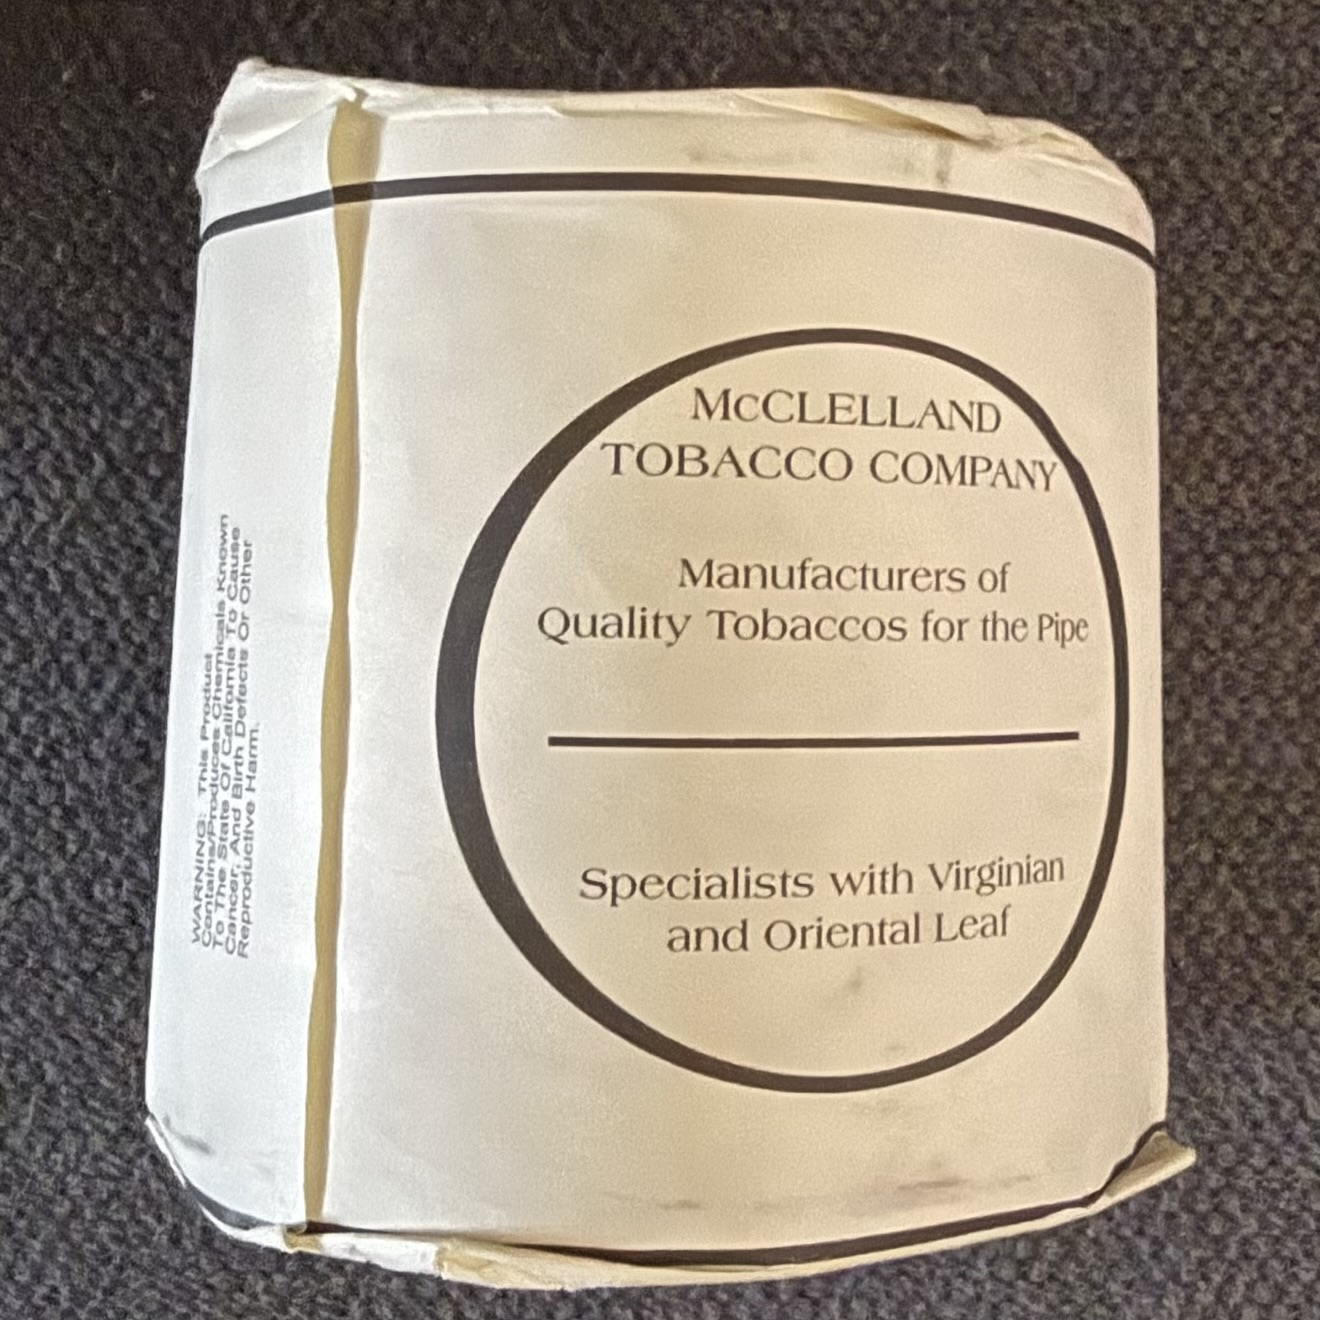 McCLELLAND
TOBACCO COMPANY
Manufacturers of
Quality Tobaccos for the Pipe
Specialists with Virginian
and Oriental Leaf
WARNING: This Product
Contains/Produces Chemicals Known
To The State Of California To Cause
Cancer, And Birth Defects Or Other
Reproductive Harm.